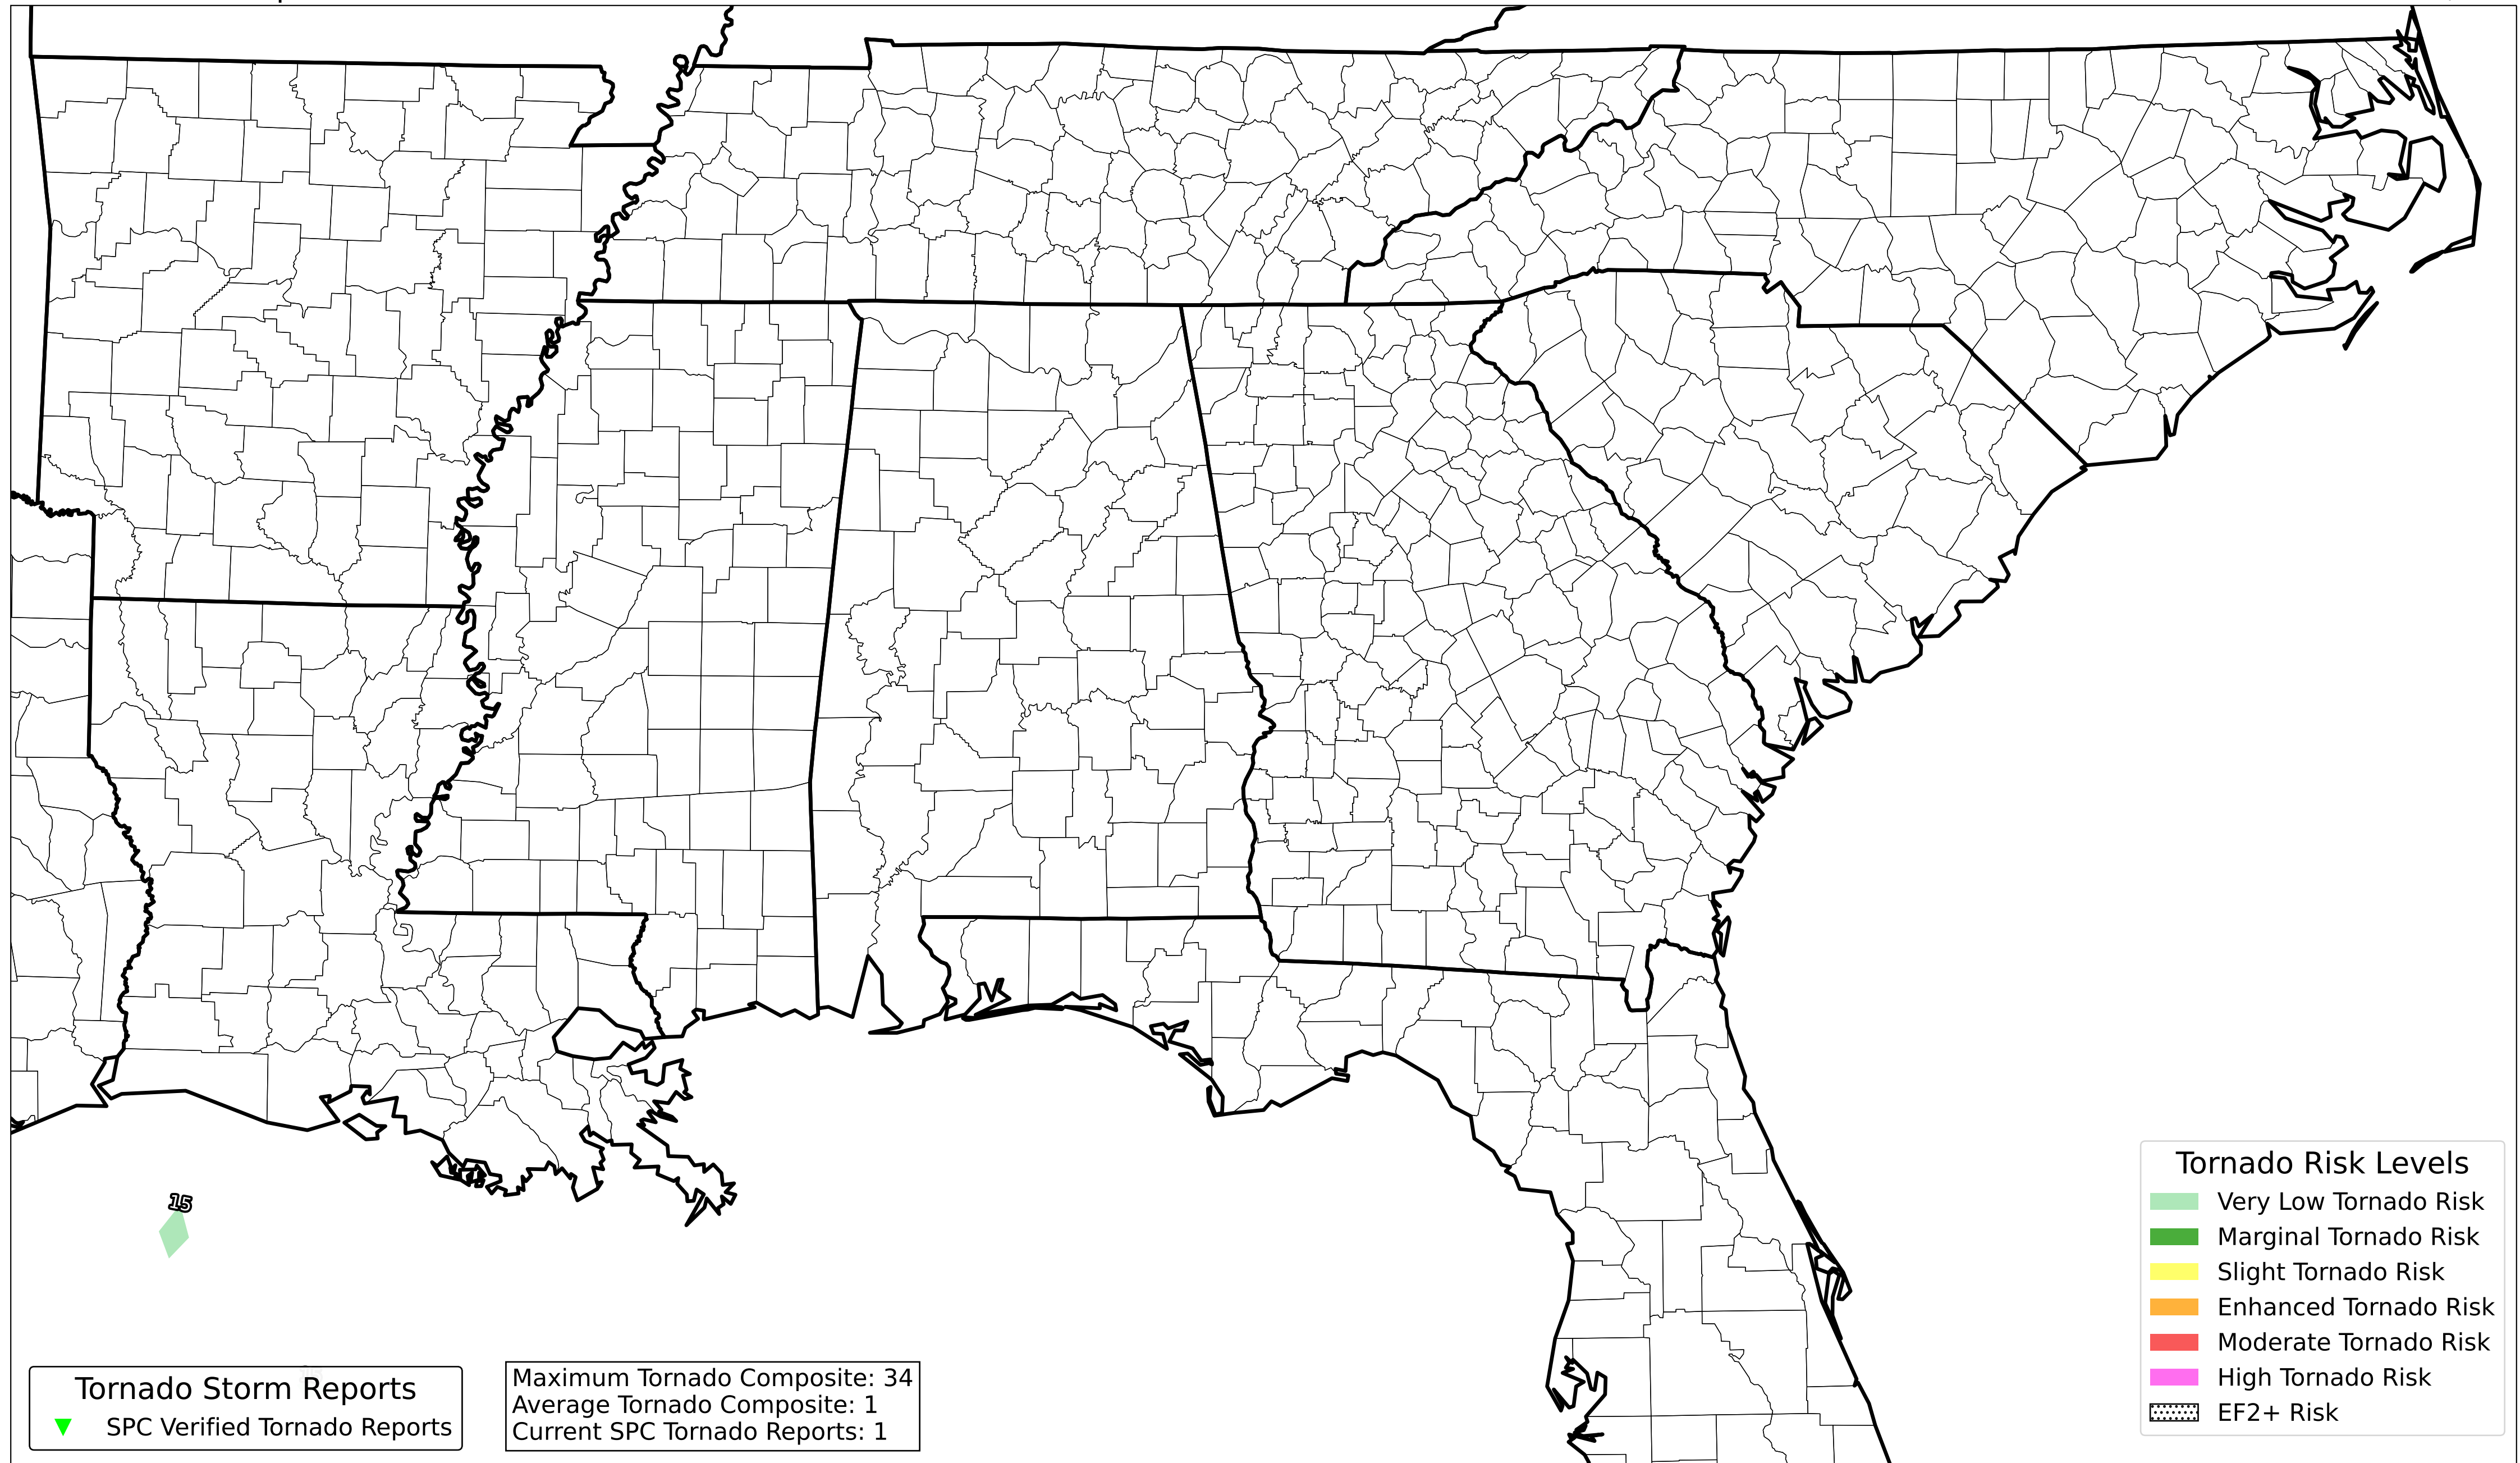 15
Tornado Storm Reports
SPC Verified Tornado Reports
Maximum Tornado Composite: 34
Average Tornado Composite: 1
Current SPC Tornado Reports: 1
Tornado Risk Levels
Very Low Tornado Risk
Marginal Tornado Risk
Slight Tornado Risk
Enhanced Tornado Risk
Moderate Tornado Risk
High Tornado Risk
EF2+ Risk